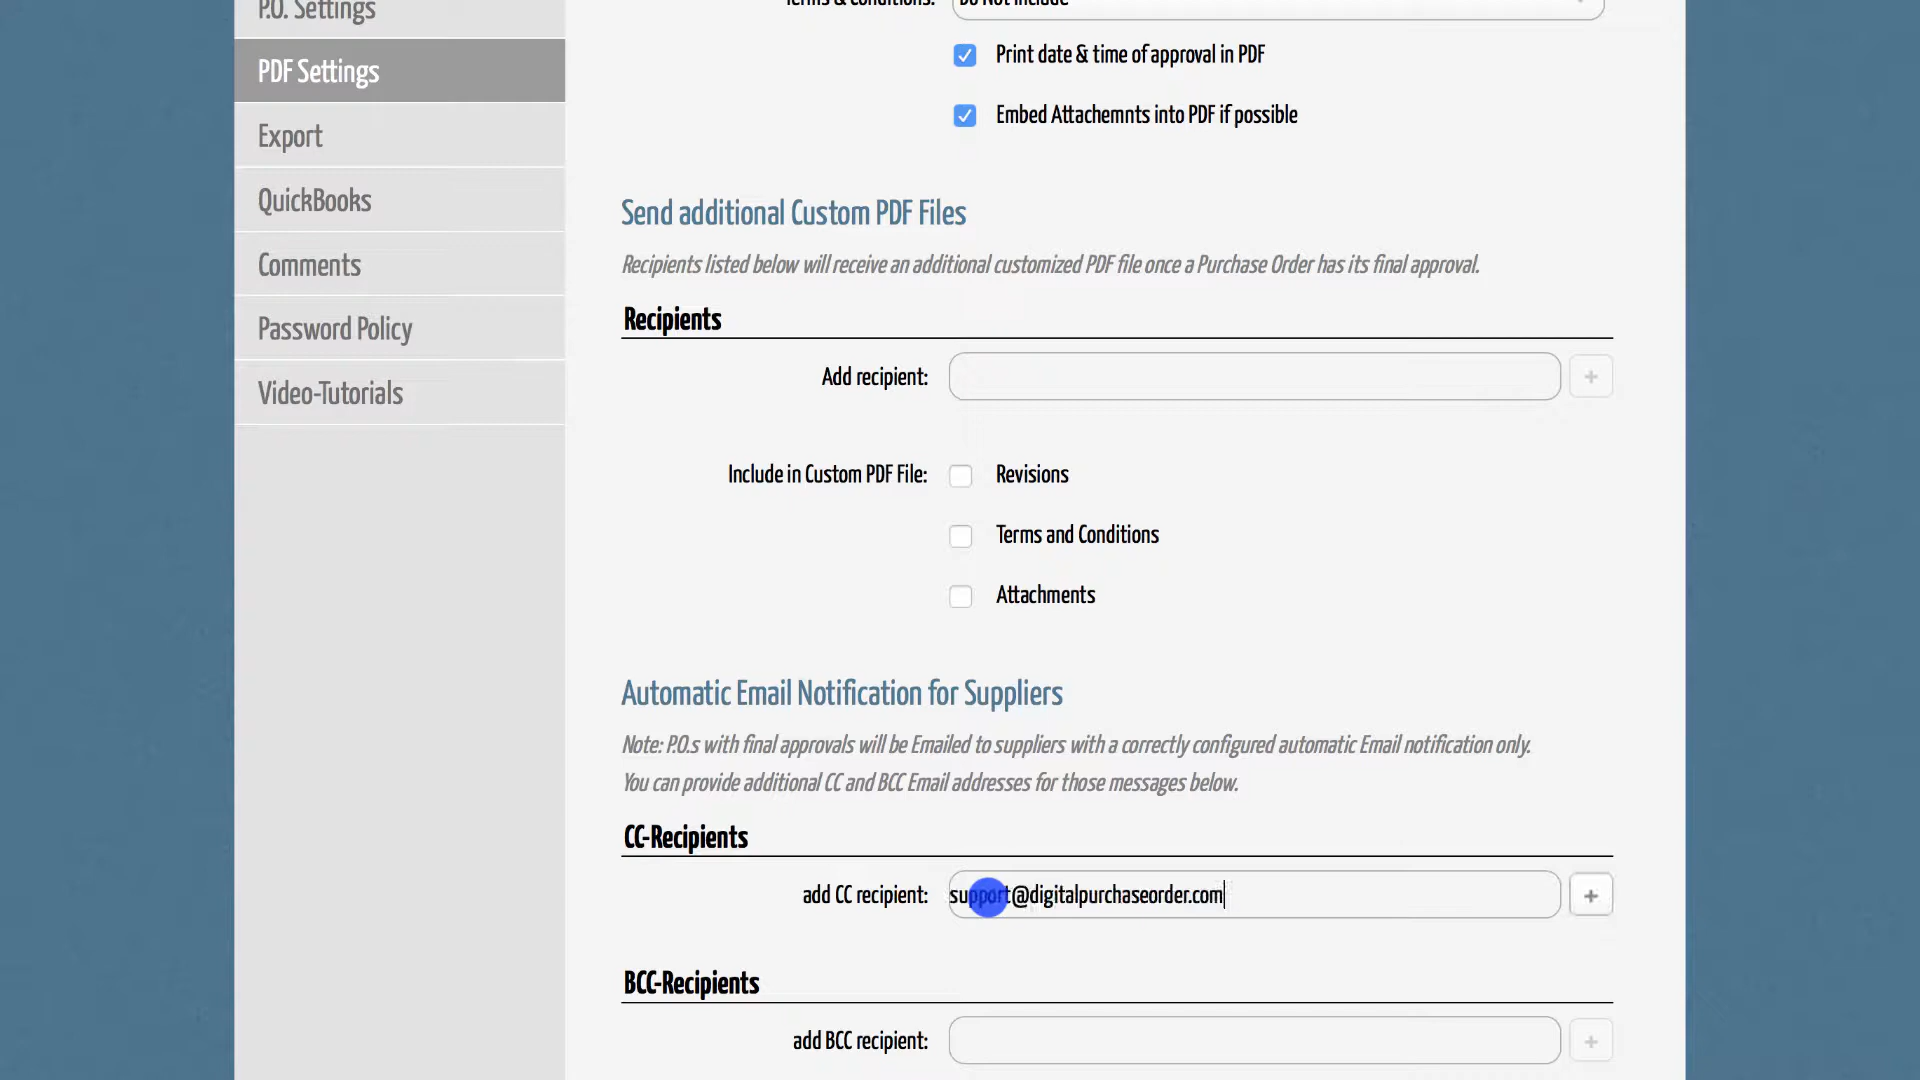 P.O. Settings
PDF Settings
Export
QuickBooks
Comments
Password Policy
Video-Tutorials
Terms & Conditions: Do Not Include
Print date & time of approval in PDF
Embed Attachemnts into PDF if possible
Send additional Custom PDF Files
Recipients listed below will receive an additional customized PDF file once a Purchase Order has its final approval.
Recipients
Add recipient: +
Include in Custom PDF File: Revisions
Terms and Conditions
Attachments
Automatic Email Notification for Suppliers
Note: P.O.s with final approvals will be Emailed to suppliers with a correctly configured automatic Email notification only.
You can provide additional CC and BCC Email addresses for those messages below.
CC-Recipients
add CC recipient: support@digitalpurchaseorder.com +
BCC-Recipients
add BCC recipient: +